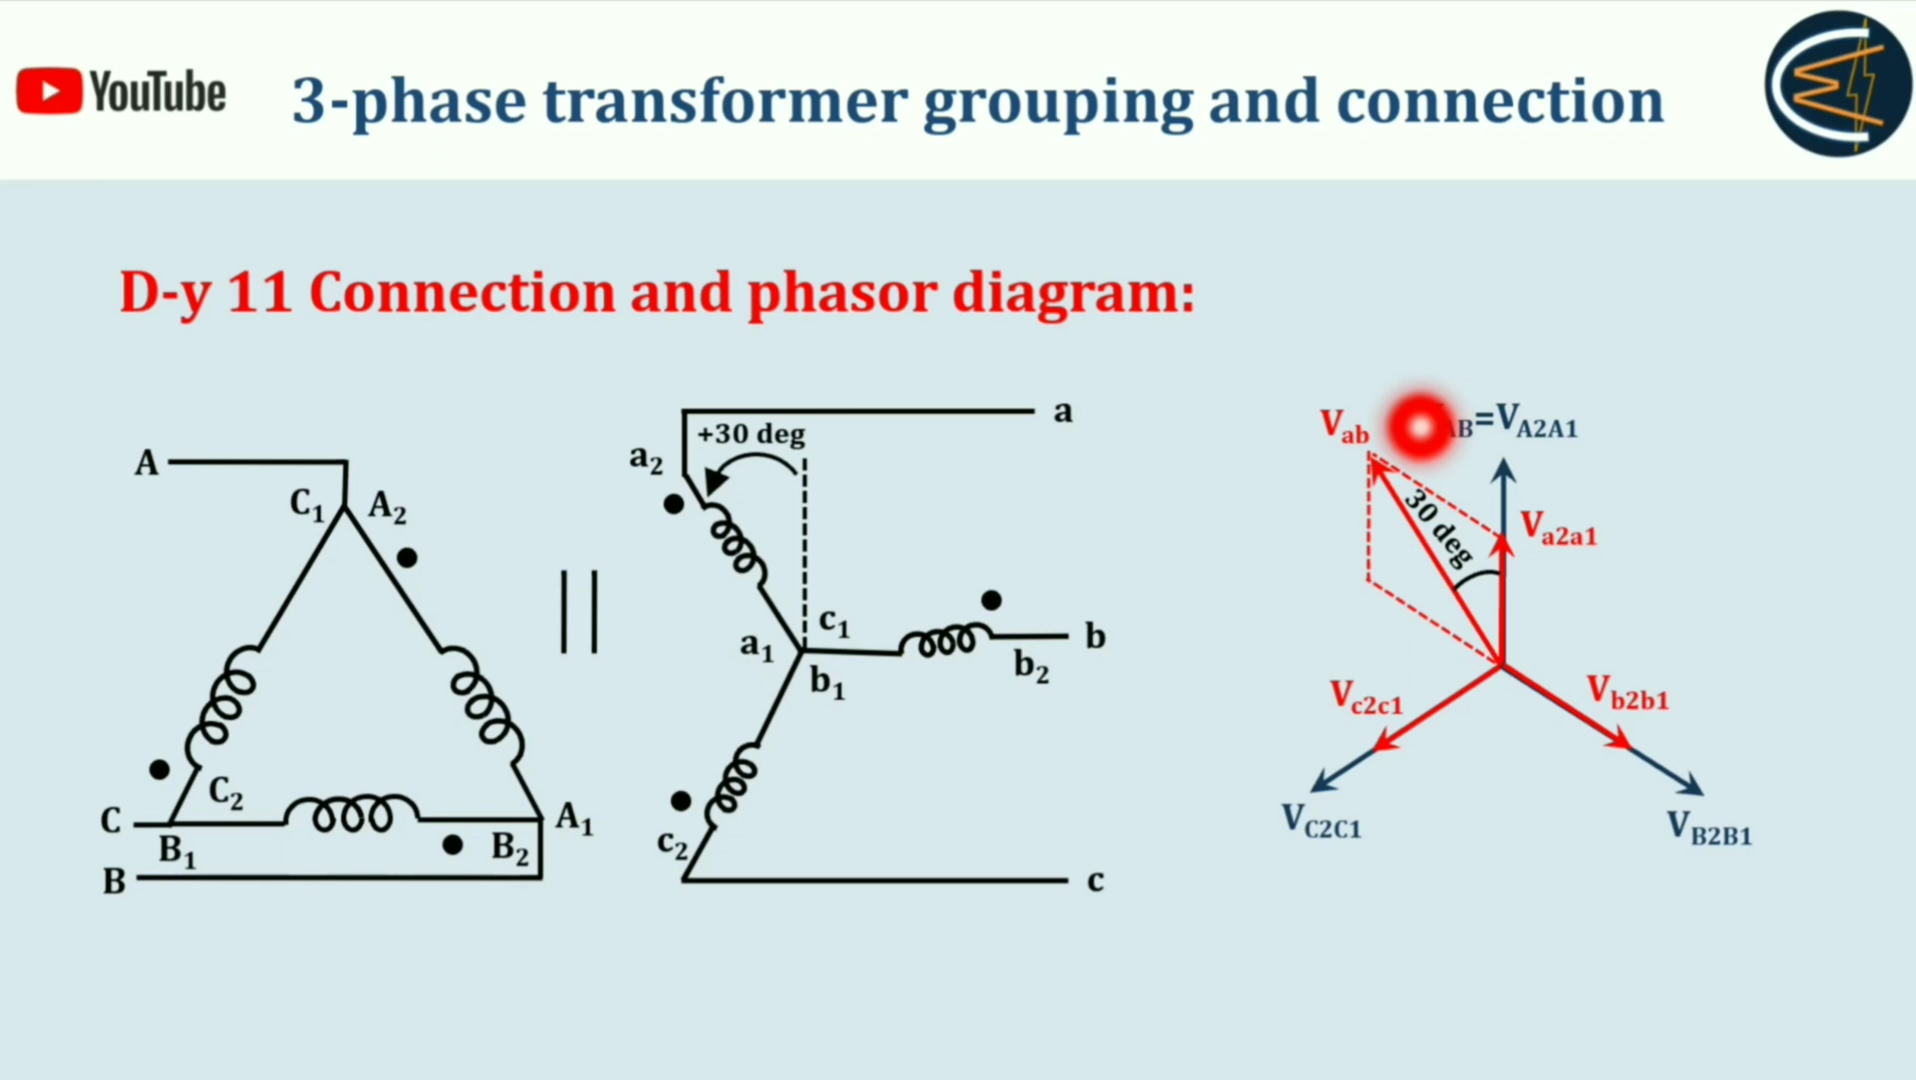 YouTube
3-phase transformer grouping and connection
D-y 11 Connection and phasor diagram:
A
C1
A2
C2
C
B1
B2
A1
B
a
+30 deg
a2
a1
c1
b
b1
b2
c2
c
Vab
=VA2A1
30 deg
Va2a1
Vc2c1
Vb2b1
VC2C1
VB2B1